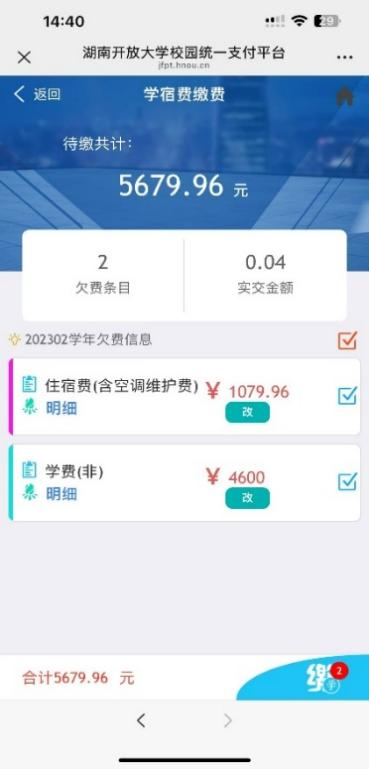 14:40
29
湖南开放大学校园统一支付平台
jfpt.hnou.cn
返回
学宿费缴费
待缴共计:
5679.96 元
2
0.04
欠费条目
实交金额
202302学年欠费信息
住宿费(含空调维护费)
¥ 1079.96
明细
改
学费(非)
¥ 4600
明细
改
合计5679.96 元
缴
2